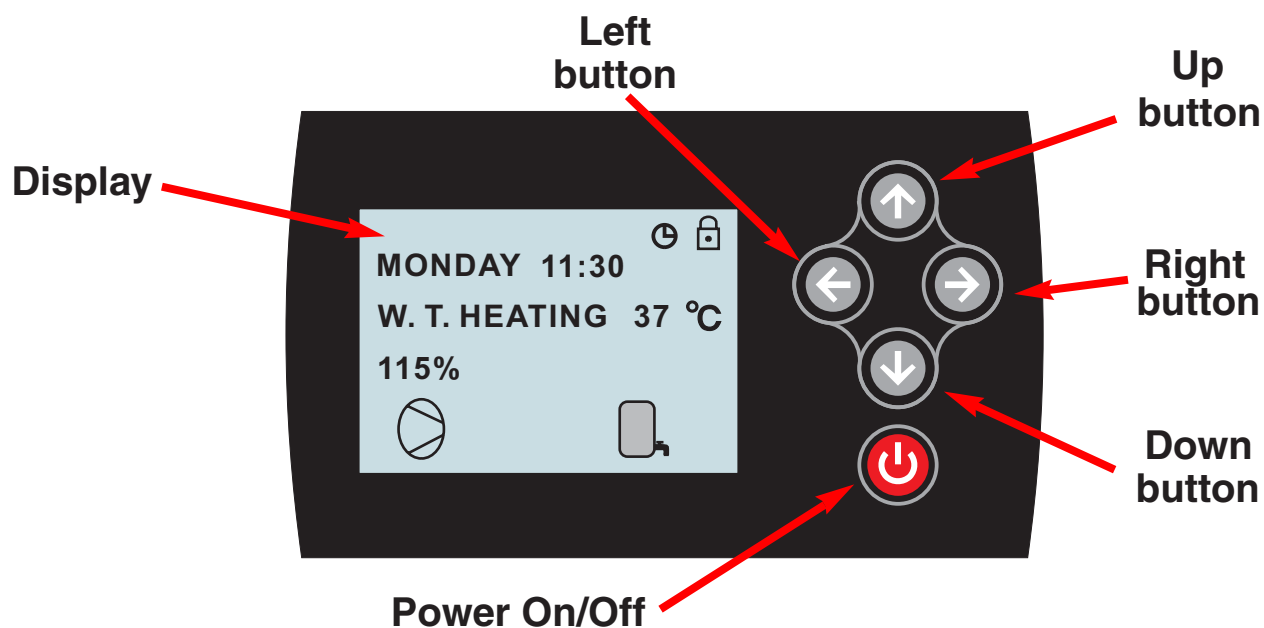 Left
button
Up
button
Display
MONDAY 11:30
W. T. HEATING 37 °C
115%
Right
button
Down
button
Power On/Off